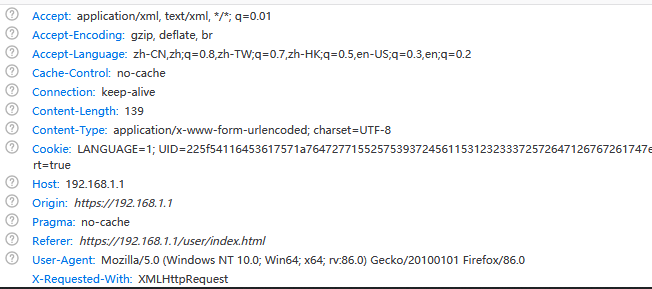 Accept: application/xml, text/xml, */*; q=0.01
Accept-Encoding: gzip, deflate, br
Accept-Language: zh-CN,zh;q=0.8,zh-TW;q=0.7,zh-HK;q=0.5,en-US;q=0.3,en;q=0.2
Cache-Control: no-cache
Connection: keep-alive
Content-Length: 139
Content-Type: application/x-www-form-urlencoded; charset=UTF-8
Cookie: LANGUAGE=1; UID=225f54116453617571a76472771552575393724561153123233372572647126767261747e
rt=true
Host: 192.168.1.1
Origin: https://192.168.1.1
Pragma: no-cache
Referer: https://192.168.1.1/user/index.html
User-Agent: Mozilla/5.0 (Windows NT 10.0; Win64; x64; rv:86.0) Gecko/20100101 Firefox/86.0
X-Requested-With: XMLHttpRequest